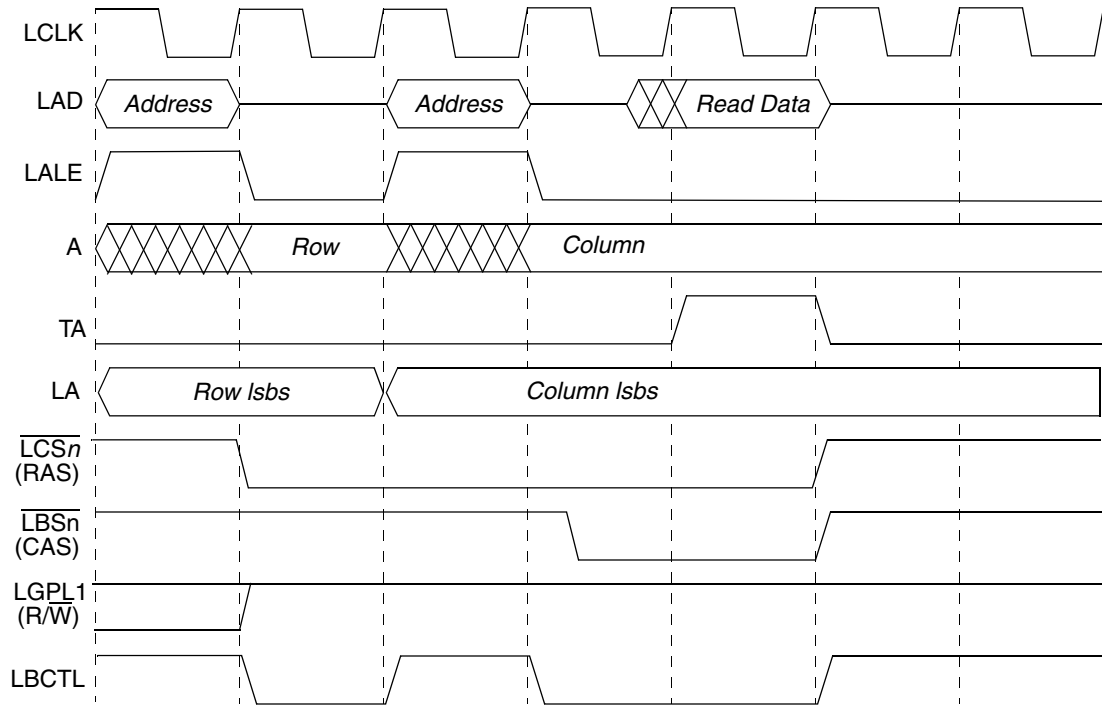 LCLK
LAD Address Address Read Data
LALE
A Row Column
TA
LA Row lsbs Column lsbs
LCSn
(RAS)
LBSn
(CAS)
LGPL1
(R/W)
LBCTL